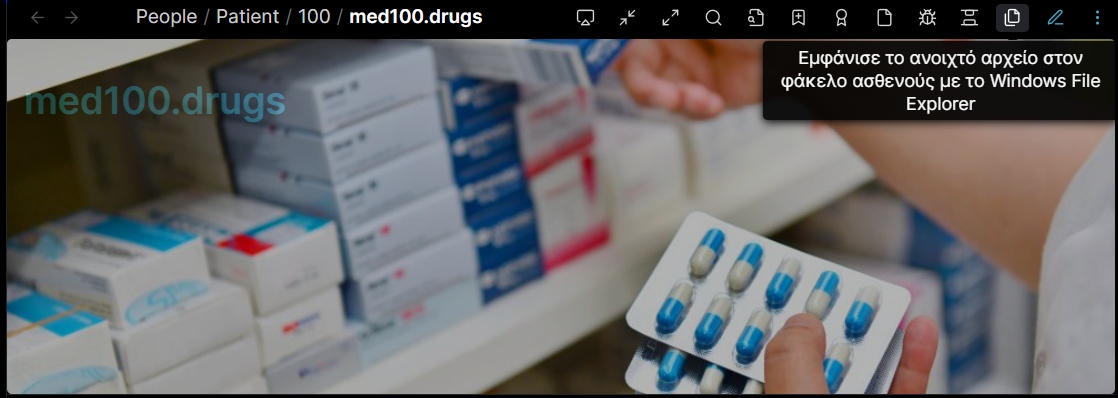 People / Patient / 100 / med100.drugs
Εμφάνισε το ανοιχτό αρχείο στον
φάκελο ασθενούς με το Windows File
Explorer
med100.drugs